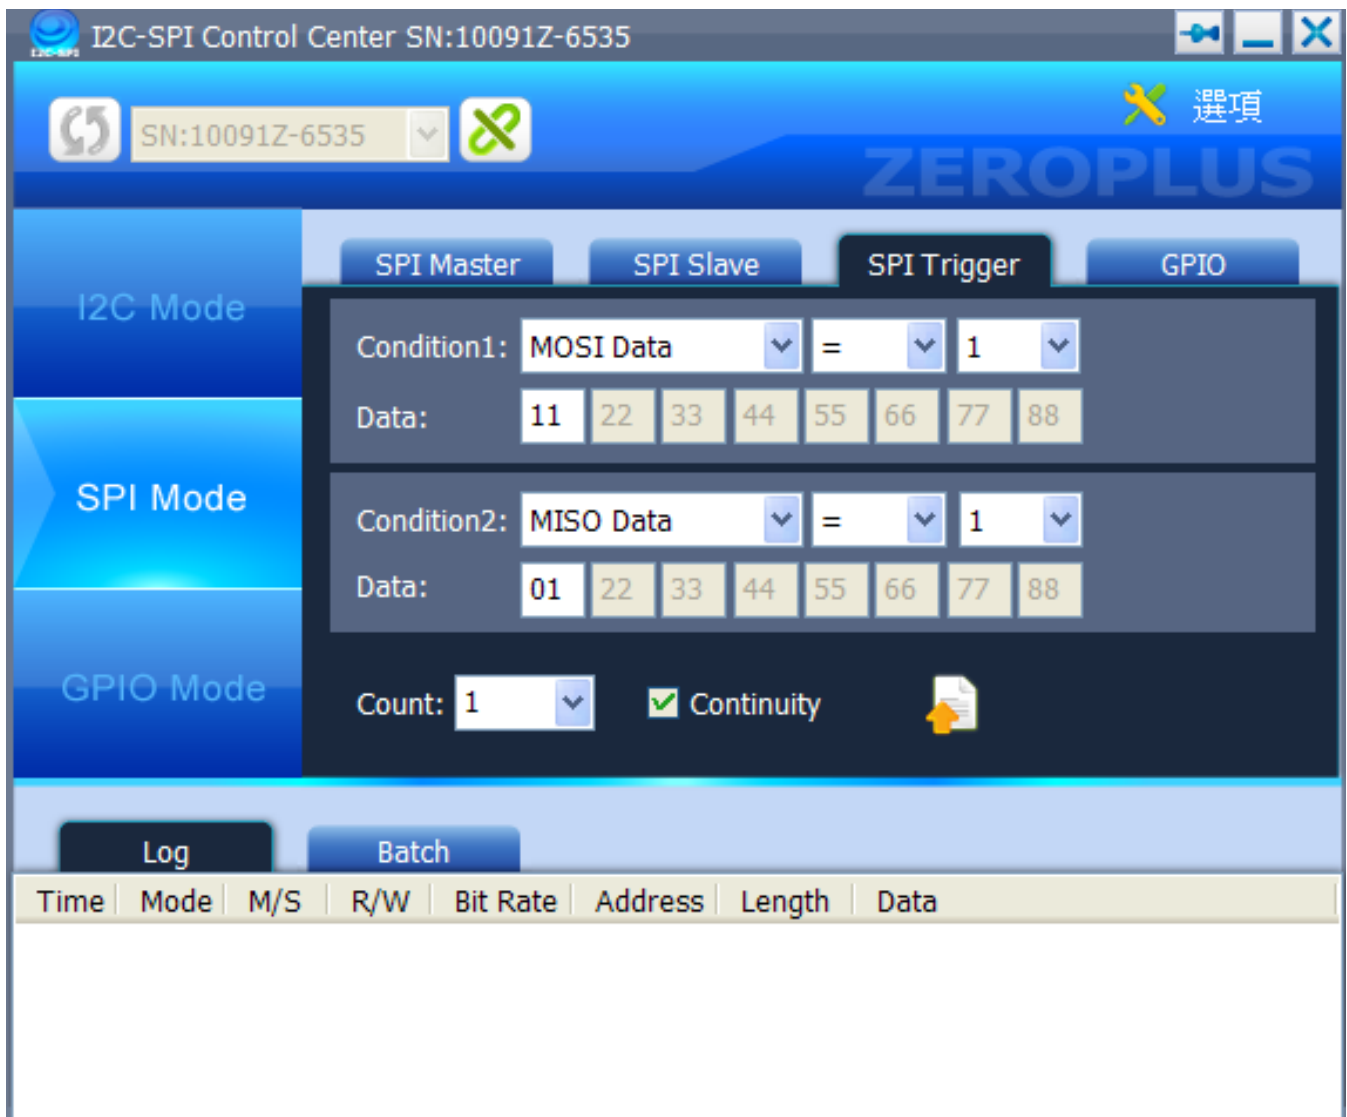 I2C-SPI Control Center SN:10091Z-6535
I2C-SPI
SN:10091Z-6535
選項
ZEROPLUS
I2C Mode
SPI Mode
GPIO Mode
SPI Master SPI Slave SPI Trigger GPIO
Condition1: MOSI Data = 1
Data: 11 22 33 44 55 66 77 88
Condition2: MISO Data = 1
Data: 01 22 33 44 55 66 77 88
Count: 1 Continuity
Log Batch
Time Mode M/S R/W Bit Rate Address Length Data